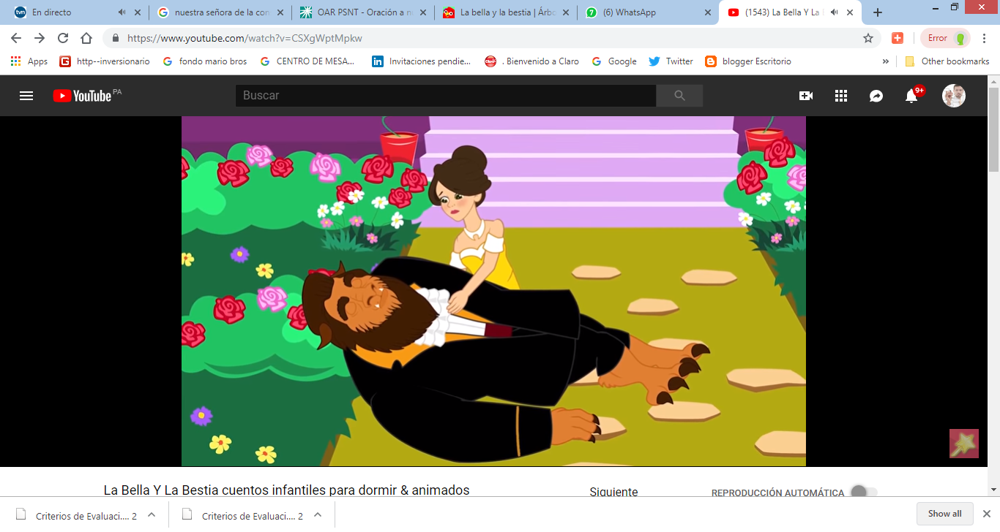 tvn En directo
nuestra señora de la con
OAR PSNT - Oración a n
La bella y la bestia | Árbo
(6) WhatsApp
(1543) La Bella Y La
https://www.youtube.com/watch?v=CSXgWptMpkw
Error
Apps
http--inversionario
fondo mario bros
CENTRO DE MESA...
Invitaciones pendie...
. Bienvenido a Claro
Google
Twitter
blogger Escritorio
»
Other bookmarks
YouTube PA
Buscar
9+
La Bella Y La Bestia cuentos infantiles para dormir & animados
Siguiente
REPRODUCCIÓN AUTOMÁTICA
Criterios de Evaluaci.... 2
Criterios de Evaluaci.... 2
Show all